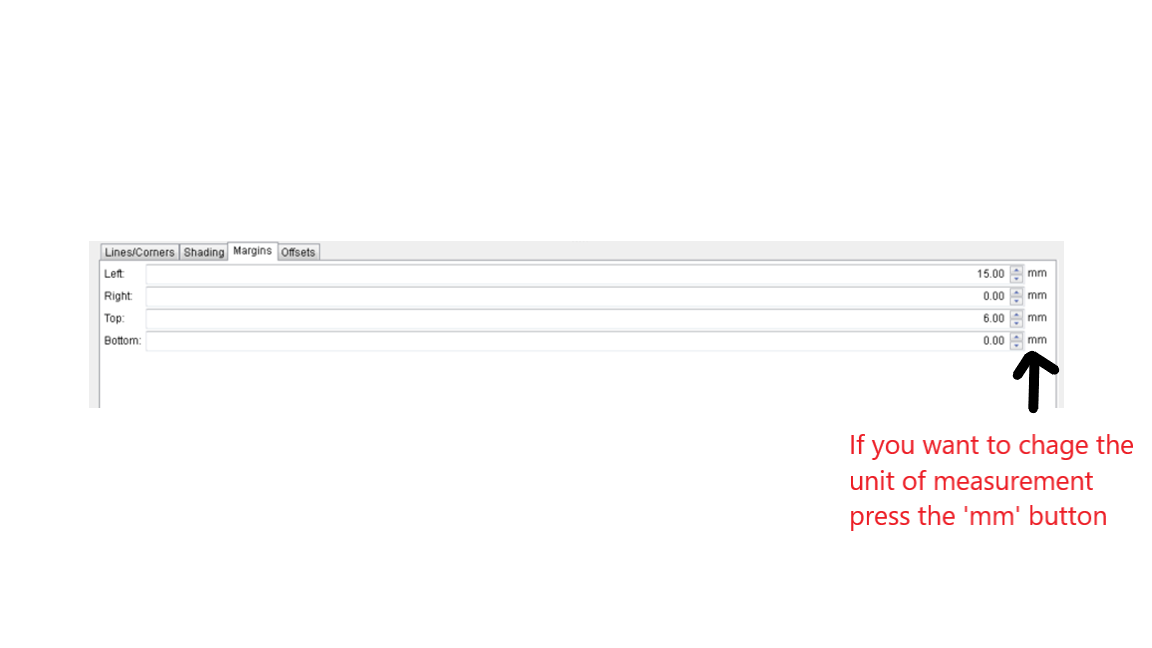 Lines/Corners Shading Margins Offsets
Left: 15.00 mm
Right: 0.00 mm
Top: 6.00 mm
Bottom: 0.00 mm
If you want to chage the
unit of measurement
press the 'mm' button